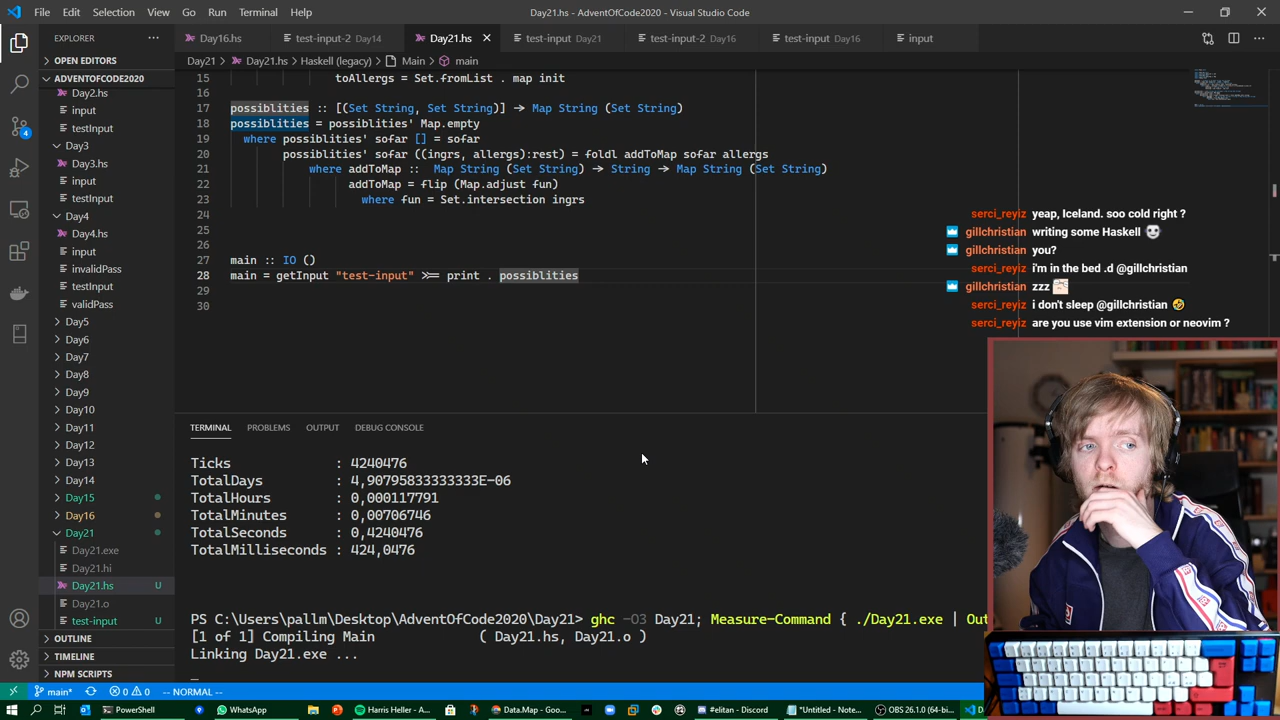 File Edit Selection View Go Run Terminal Help
Day21.hs - AdventOfCode2020 - Visual Studio Code
EXPLORER
OPEN EDITORS
ADVENTOFCODE2020
Day2.hs
input
testInput
Day3
Day3.hs
input
testInput
Day4
Day4.hs
input
invalidPass
testInput
validPass
Day5
Day6
Day7
Day8
Day9
Day10
Day11
Day12
Day13
Day14
Day15
Day16
Day21
Day21.exe
Day21.hi
Day21.hs U
Day21.o
test-input U
OUTLINE
TIMELINE
NPM SCRIPTS
4
Day16.hs test-input-2 Day14 Day21.hs test-input Day21 test-input-2 Day16 test-input Day16 input
Day21 > Day21.hs > Haskell (legacy) > Main > main
15 toAllergs = Set.fromList . map init
16
17 possiblities :: [(Set String, Set String)] -> Map String (Set String)
18 possiblities = possiblities' Map.empty
19 where possiblities' sofar [] = sofar
20 possiblities' sofar ((ingrs, allergs):rest) = foldl addToMap sofar allergs
21 where addToMap :: Map String (Set String) -> String -> Map String (Set String)
22 addToMap = flip (Map.adjust fun)
23 where fun = Set.intersection ingrs
24
25
26
27 main :: IO ()
28 main = getInput "test-input" >>= print . possiblities
29
30
serci_reyiz yeap, Iceland. soo cold right ?
gillchristian writing some Haskell 💀
gillchristian you?
serci_reyiz i'm in the bed .d @gillchristian
gillchristian zzz
serci_reyiz i don't sleep @gillchristian 🤣
serci_reyiz are you use vim extension or neovim ?
TERMINAL PROBLEMS OUTPUT DEBUG CONSOLE
Ticks : 4240476
TotalDays : 4,90795833333333E-06
TotalHours : 0,000117791
TotalMinutes : 0,00706746
TotalSeconds : 0,4240476
TotalMilliseconds : 424,0476
PS C:\Users\pallm\Desktop\AdventOfCode2020\Day21> ghc -O3 Day21; Measure-Command { ./Day21.exe | Out
[1 of 1] Compiling Main ( Day21.hs, Day21.o )
Linking Day21.exe ...
main* 0 0 -- NORMAL --
PowerShell WhatsApp Harris Heller - A... Data.Map - Goo... #elitan - Discord *Untitled - Note... OBS 26.1.0 (64-bi...